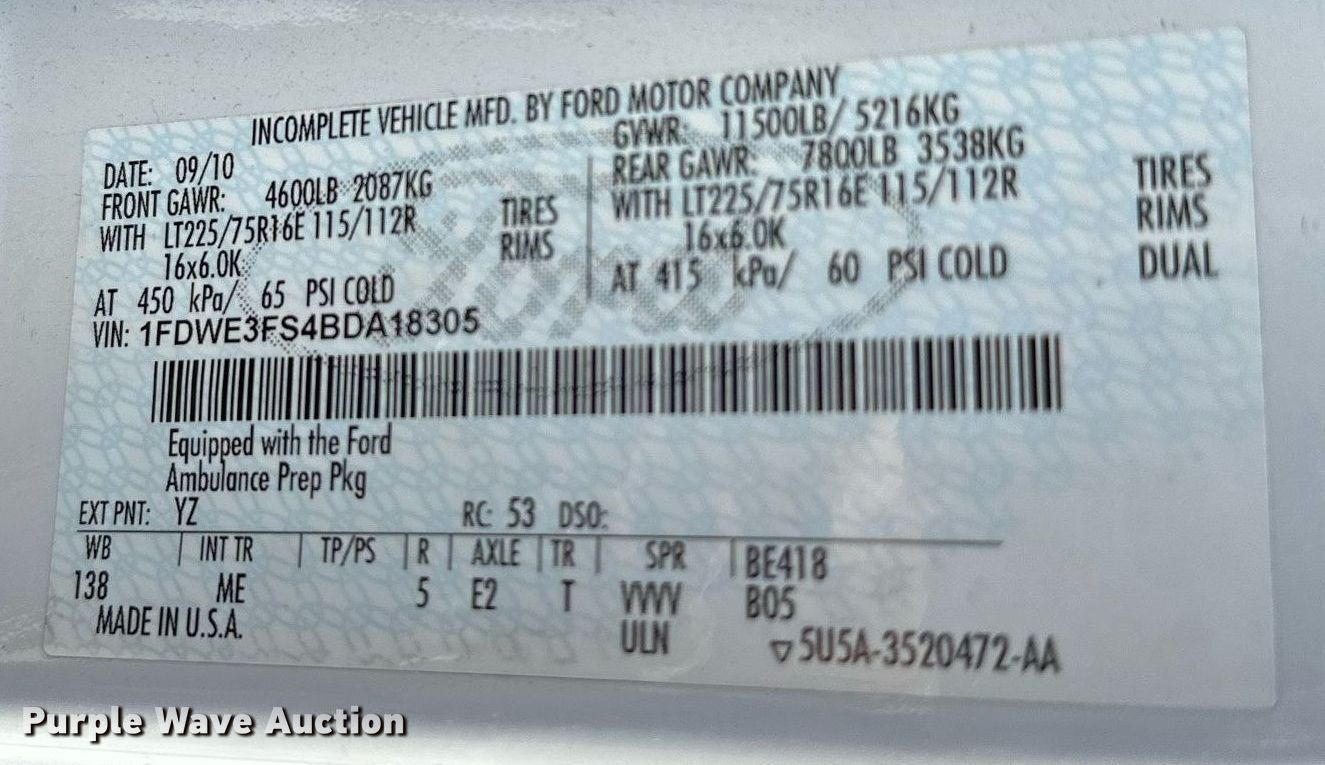 INCOMPLETE VEHICLE MFD. BY FORD MOTOR COMPANY
DATE: 09/10
FRONT GAWR: 4600LB 2087KG
WITH LT225/75R16E 115/112R TIRES
16x6.0K RIMS
AT 450 kPa/ 65 PSI COLD
GVWR: 11500LB/ 5216KG
REAR GAWR: 7800LB 3538KG
WITH LT225/75R16E 115/112R TIRES
16x6.0K RIMS
AT 415 kPa/ 60 PSI COLD DUAL
VIN: 1FDWE3FS4BDA18305
Equipped with the Ford
Ambulance Prep Pkg
EXT PNT: YZ RC: 53 DSO:
WB INT TR TP/PS R AXLE TR SPR BE418
138 ME 5 E2 T VYYY B05
MADE IN U.S.A. ULN ▽5U5A-3520472-AA
Purple Wave Auction